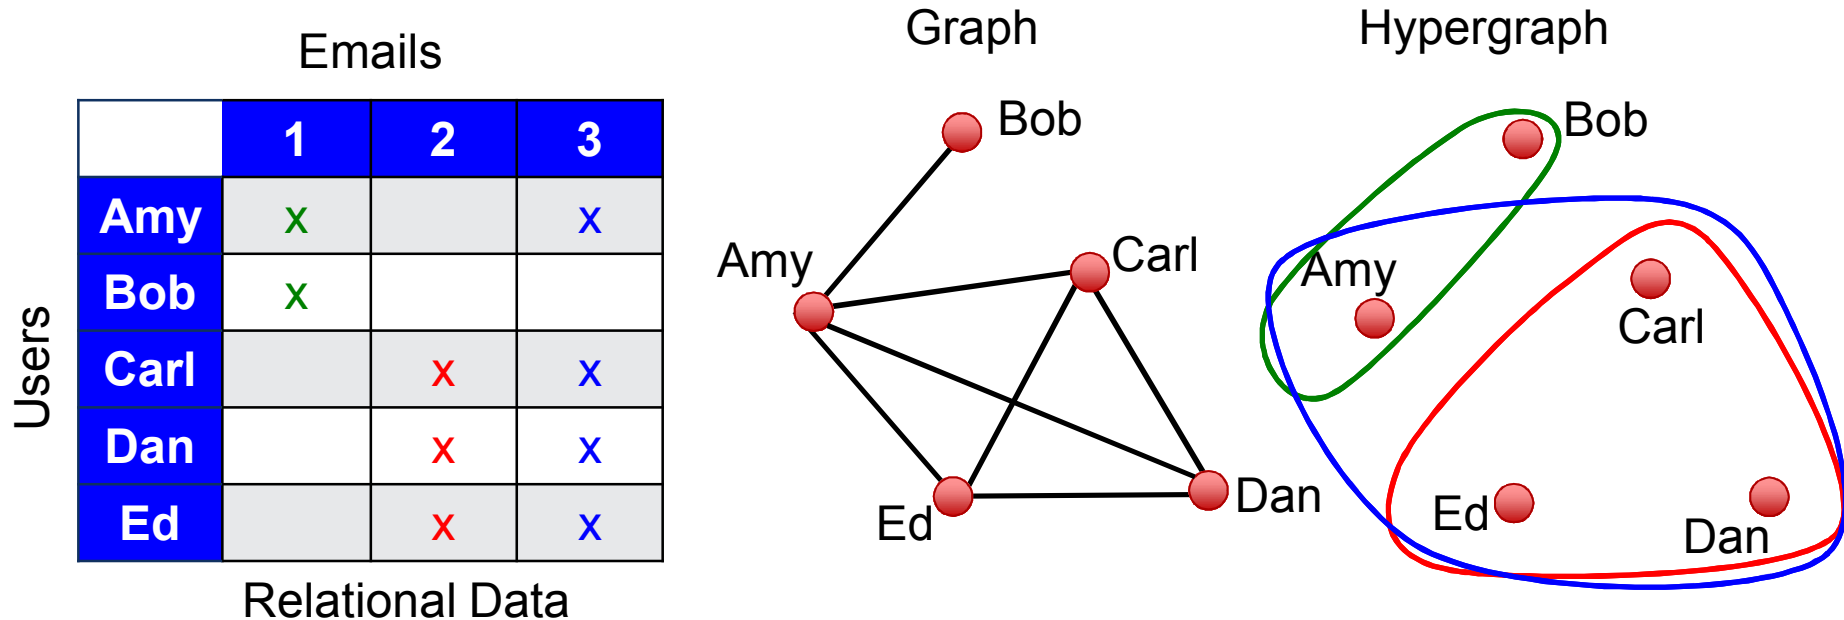 Emails
1 2 3
Amy x x
Bob x
Carl x x
Dan x x
Ed x x
Users
Relational Data
Graph
Bob
Amy
Carl
Ed
Dan
Hypergraph
Bob
Amy
Carl
Ed
Dan